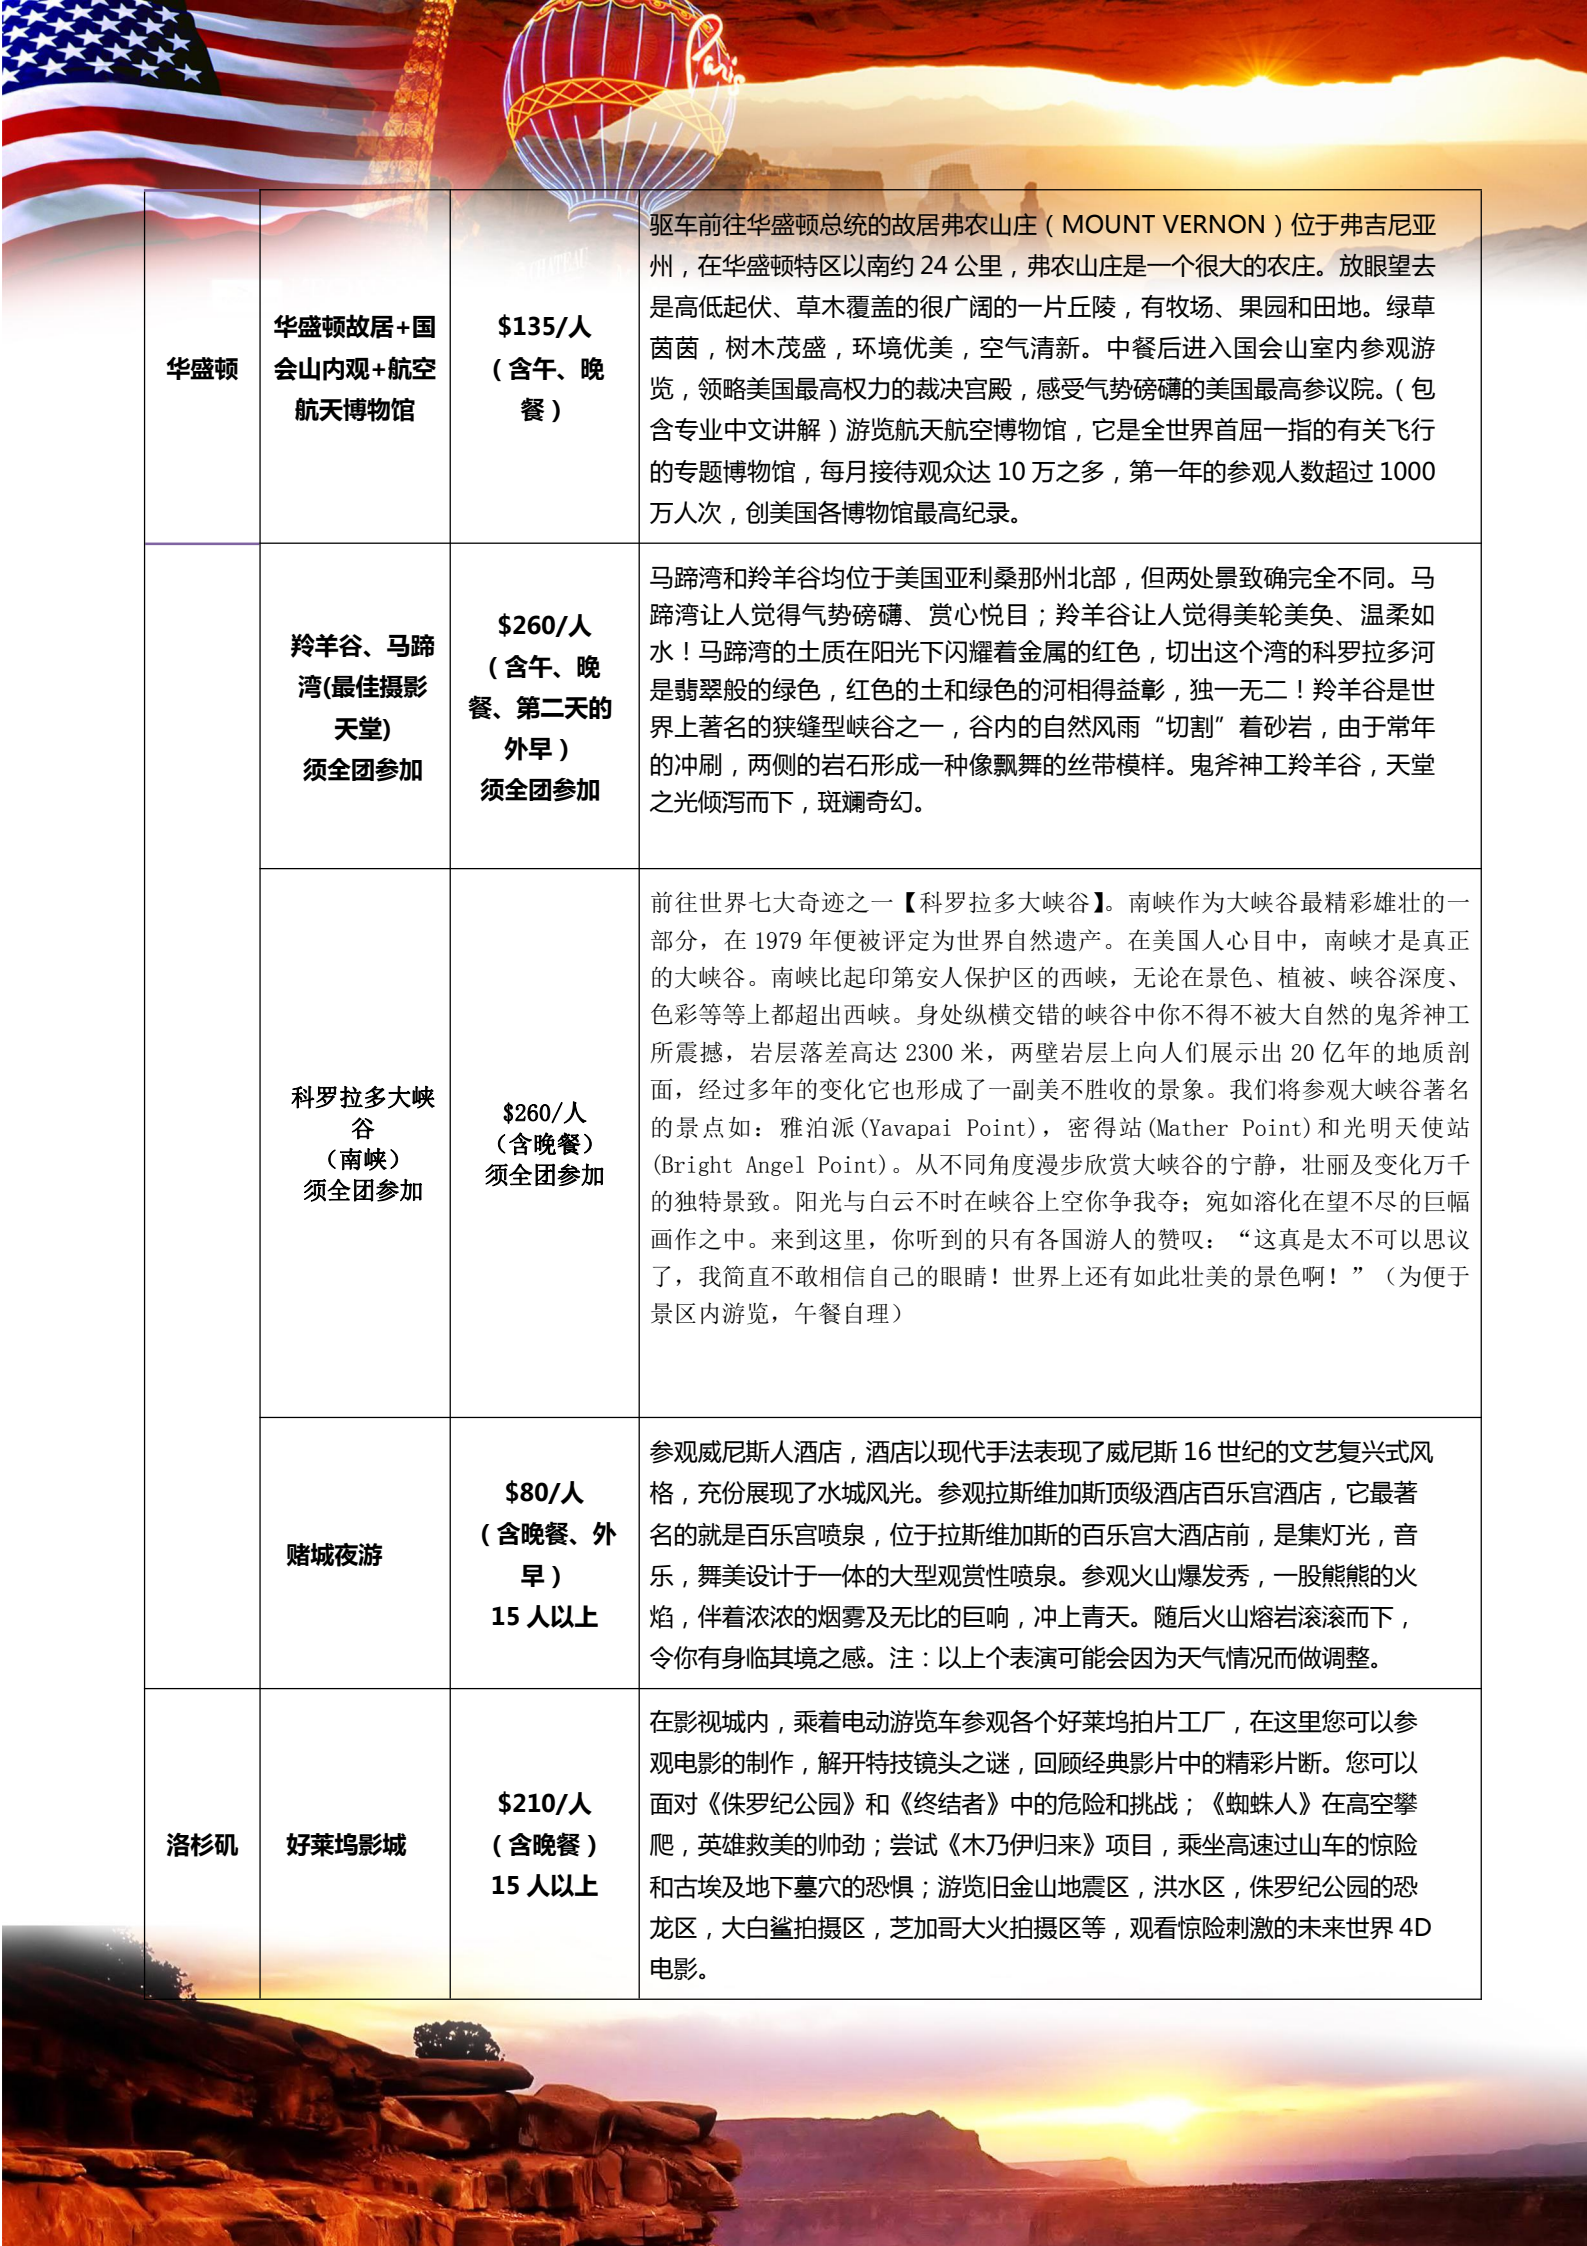 Paris
华盛顿
华盛顿故居+国
会山内观+航空
航天博物馆
$135/人
（含午、晚
餐）
驱车前往华盛顿总统的故居弗农山庄（MOUNT VERNON）位于弗吉尼亚
州，在华盛顿特区以南约 24 公里，弗农山庄是一个很大的农庄。放眼望去
是高低起伏、草木覆盖的很广阔的一片丘陵，有牧场、果园和田地。绿草
茵茵，树木茂盛，环境优美，空气清新。中餐后进入国会山室内参观游
览，领略美国最高权力的裁决宫殿，感受气势磅礴的美国最高参议院。（包
含专业中文讲解）游览航天航空博物馆，它是全世界首屈一指的有关飞行
的专题博物馆，每月接待观众达 10 万之多，第一年的参观人数超过 1000
万人次，创美国各博物馆最高纪录。
羚羊谷、马蹄
湾(最佳摄影
天堂)
须全团参加
$260/人
（含午、晚
餐、第二天的
外早）
须全团参加
马蹄湾和羚羊谷均位于美国亚利桑那州北部，但两处景致确完全不同。马
蹄湾让人觉得气势磅礴、赏心悦目；羚羊谷让人觉得美轮美奂、温柔如
水！马蹄湾的土质在阳光下闪耀着金属的红色，切出这个湾的科罗拉多河
是翡翠般的绿色，红色的土和绿色的河相得益彰，独一无二！羚羊谷是世
界上著名的狭缝型峡谷之一，谷内的自然风雨“切割”着砂岩，由于常年
的冲刷，两侧的岩石形成一种像飘舞的丝带模样。鬼斧神工羚羊谷，天堂
之光倾泻而下，斑斓奇幻。
科罗拉多大峡
谷
（南峡）
须全团参加
$260/人
（含晚餐）
须全团参加
前往世界七大奇迹之一【科罗拉多大峡谷】。南峡作为大峡谷最精彩雄壮的一
部分，在 1979 年便被评定为世界自然遗产。在美国人心目中，南峡才是真正
的大峡谷。南峡比起印第安人保护区的西峡，无论在景色、植被、峡谷深度、
色彩等等上都超出西峡。身处纵横交错的峡谷中你不得不被大自然的鬼斧神工
所震撼，岩层落差高达 2300 米，两壁岩层上向人们展示出 20 亿年的地质剖
面，经过多年的变化它也形成了一副美不胜收的景象。我们将参观大峡谷著名
的景点如：雅泊派(Yavapai Point)，密得站(Mather Point)和光明天使站
(Bright Angel Point)。从不同角度漫步欣赏大峡谷的宁静，壮丽及变化万千
的独特景致。阳光与白云不时在峡谷上空你争我夺；宛如溶化在望不尽的巨幅
画作之中。来到这里，你听到的只有各国游人的赞叹：“这真是太不可以思议
了，我简直不敢相信自己的眼睛！世界上还有如此壮美的景色啊！”（为便于
景区内游览，午餐自理）
赌城夜游
$80/人
（含晚餐、外
早）
15 人以上
参观威尼斯人酒店，酒店以现代手法表现了威尼斯 16 世纪的文艺复兴式风
格，充份展现了水城风光。参观拉斯维加斯顶级酒店百乐宫酒店，它最著
名的就是百乐宫喷泉，位于拉斯维加斯的百乐宫大酒店前，是集灯光，音
乐，舞美设计于一体的大型观赏性喷泉。参观火山爆发秀，一股熊熊的火
焰，伴着浓浓的烟雾及无比的巨响，冲上青天。随后火山熔岩滚滚而下，
令你有身临其境之感。注：以上个表演可能会因为天气情况而做调整。
洛杉矶
好莱坞影城
$210/人
（含晚餐）
15 人以上
在影视城内，乘着电动游览车参观各个好莱坞拍片工厂，在这里您可以参
观电影的制作，解开特技镜头之谜，回顾经典影片中的精彩片断。您可以
面对《侏罗纪公园》和《终结者》中的危险和挑战；《蜘蛛人》在高空攀
爬，英雄救美的帅劲；尝试《木乃伊归来》项目，乘坐高速过山车的惊险
和古埃及地下墓穴的恐惧；游览旧金山地震区，洪水区，侏罗纪公园的恐
龙区，大白鲨拍摄区，芝加哥大火拍摄区等，观看惊险刺激的未来世界 4D
电影。